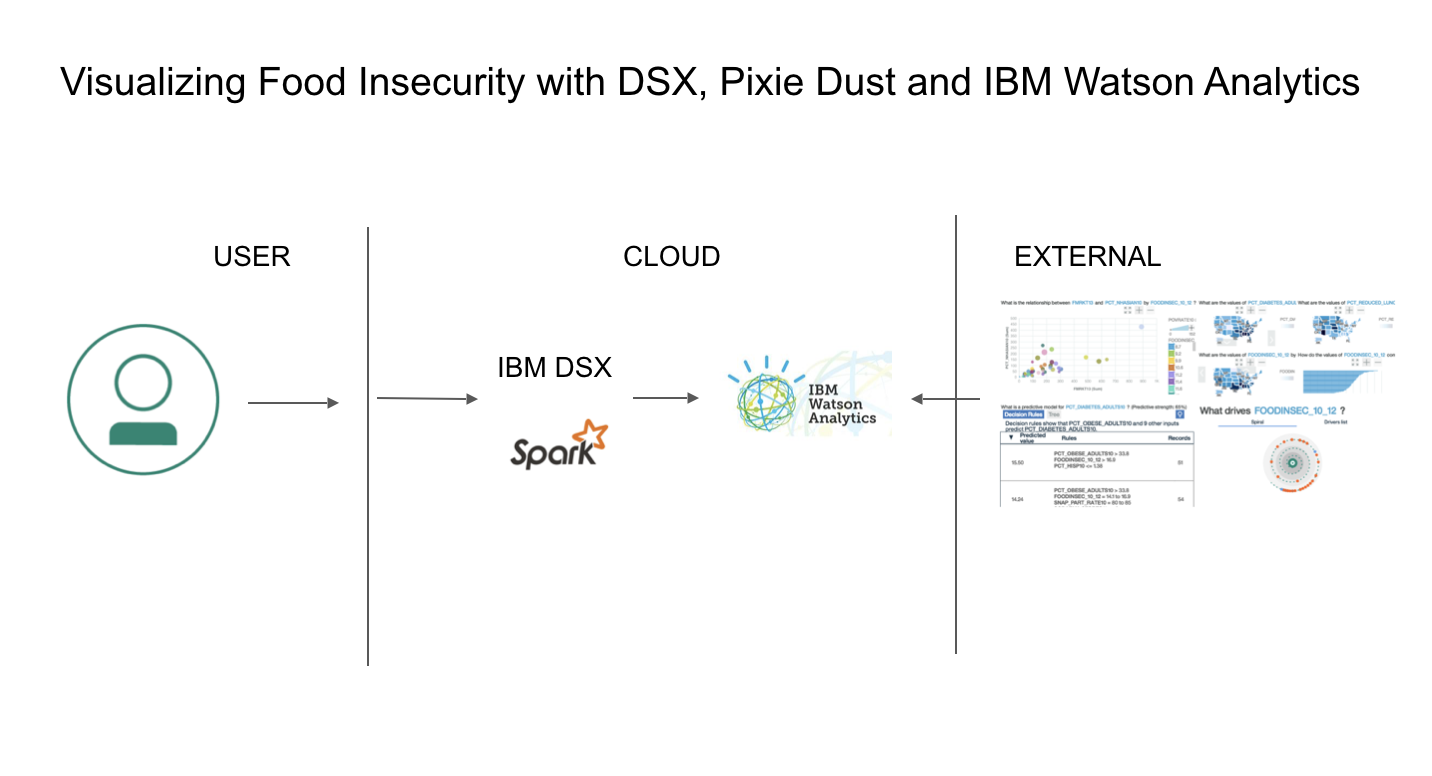 Visualizing Food Insecurity with DSX, Pixie Dust and IBM Watson Analytics
USER
CLOUD
EXTERNAL
IBM DSX
Spark
IBM
Watson
Analytics
What is the relationship between FMRKT13 and PCT_NHASIAN10 by FOODINSEC_10_12 ?
What are the values of PCT_DIABETES_ADUL
What are the values of PCT_REDUCED_LUNC
What are the values of FOODINSEC_10_12 by
How do the values of FOODINSEC_10_12 com
What is a predictive model for PCT_DIABETES_ADULTS10 ? (Predictive strength: 85%)
Decision Rules Tree
Decision rules show that PCT_OBESE_ADULTS10 and 9 other inputs
predict PCT_DIABETES_ADULTS10.
Predicted value Rules Records
15.50
PCT_OBESE_ADULTS10 > 33.8
FOODINSEC_10_12 > 16.9
PCT_HISP10 <= 1.38
14.24
PCT_OBESE_ADULTS10 > 33.8
FOODINSEC_10_12 = 14.1 to 16.9
SNAP_PART_RATE10 = 80 to 85
54
What drives FOODINSEC_10_12 ?
Spiral Drivers list